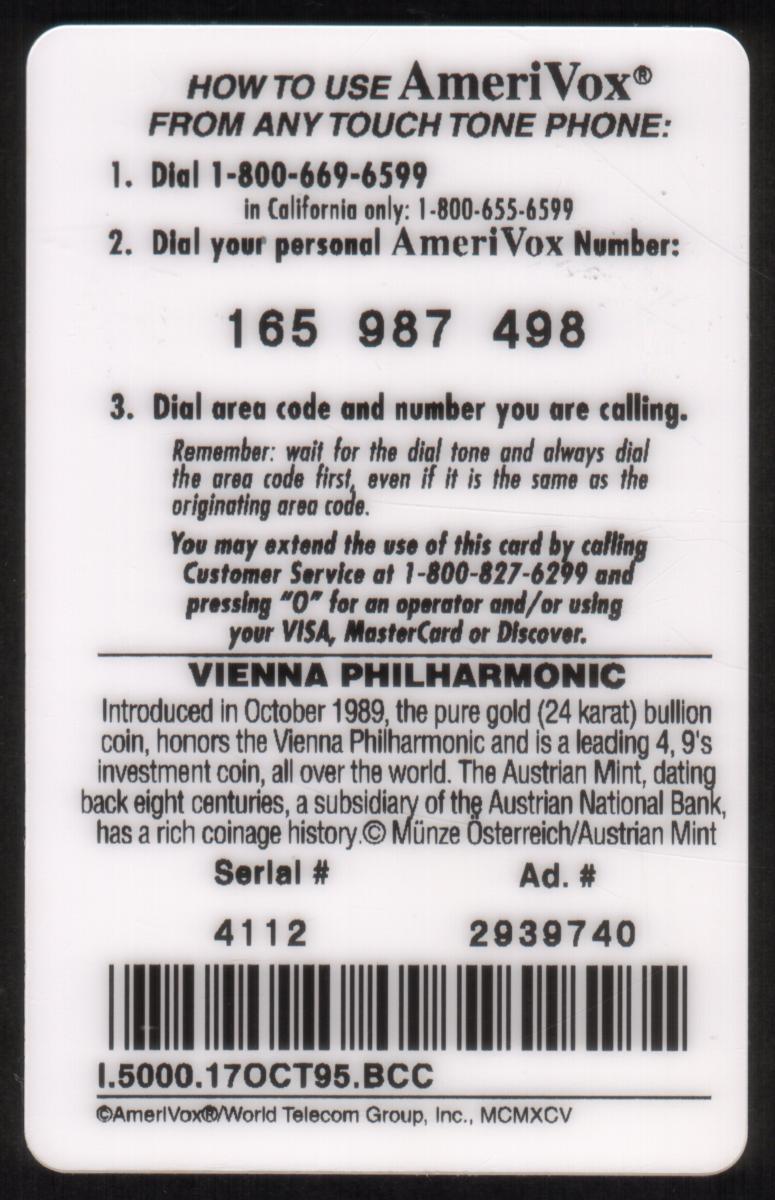 HOW TO USE AmeriVox®
FROM ANY TOUCH TONE PHONE:
1. Dial 1-800-669-6599
in California only: 1-800-655-6599
2. Dial your personal AmeriVox Number:
165 987 498
3. Dial area code and number you are calling.
Remember: wait for the dial tone and always dial
the area code first, even if it is the same as the
originating area code.
You may extend the use of this card by calling
Customer Service at 1-800-827-6299 and
pressing "O" for an operator and/or using
your VISA, MasterCard or Discover.
VIENNA PHILHARMONIC
Introduced in October 1989, the pure gold (24 karat) bullion
coin, honors the Vienna Philharmonic and is a leading 4, 9's
investment coin, all over the world. The Austrian Mint, dating
back eight centuries, a subsidiary of the Austrian National Bank,
has a rich coinage history.© Münze Österreich/Austrian Mint
Serial # Ad. #
4112 2939740
I.5000.17OCT95.BCC
©AmeriVox®/World Telecom Group, Inc., MCMXCV